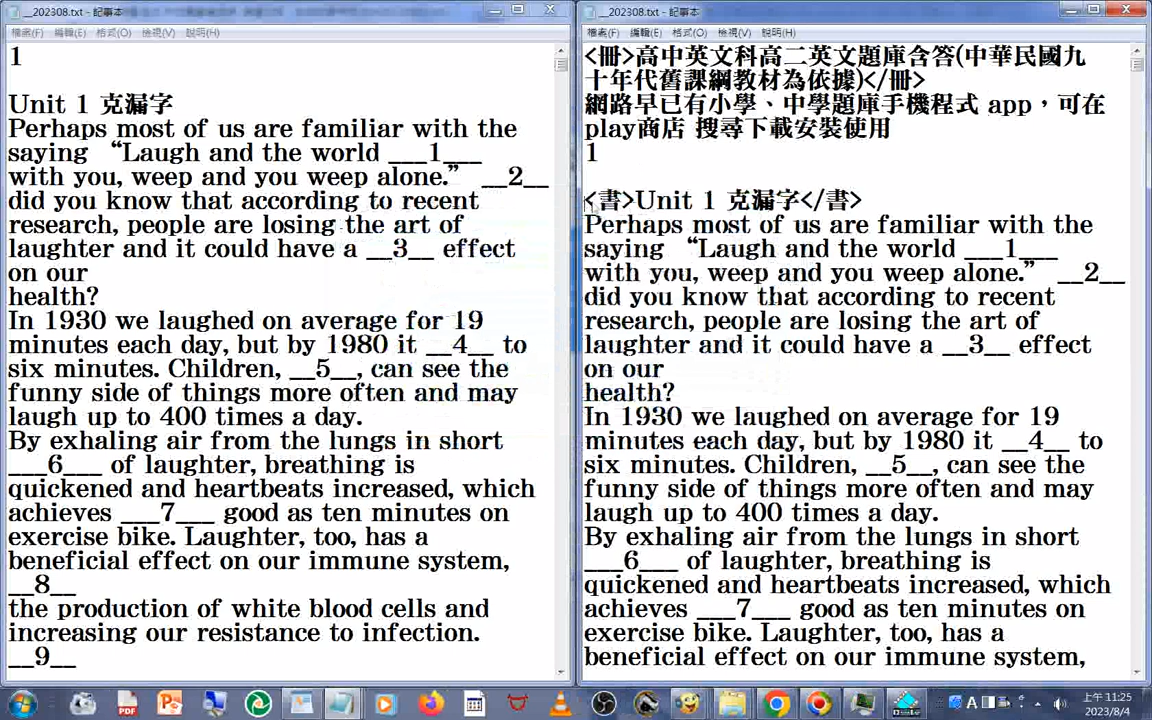 __202308.txt - 記事本
檔案(F) 編輯(E) 格式(O) 檢視(V) 說明(H)
1
Unit 1 克漏字
Perhaps most of us are familiar with the
saying “Laugh and the world ___1___
with you, weep and you weep alone.” __2__
did you know that according to recent
research, people are losing the art of
laughter and it could have a __3__ effect
on our
health?
In 1930 we laughed on average for 19
minutes each day, but by 1980 it __4__ to
six minutes. Children, __5__, can see the
funny side of things more often and may
laugh up to 400 times a day.
By exhaling air from the lungs in short
___6___ of laughter, breathing is
quickened and heartbeats increased, which
achieves ___7___ good as ten minutes on
exercise bike. Laughter, too, has a
beneficial effect on our immune system,
__8__
the production of white blood cells and
increasing our resistance to infection.
__9__
__202308.txt - 記事本
檔案(F) 編輯(E) 格式(O) 檢視(V) 說明(H)
<冊>高中英文科高二英文題庫含答(中華民國九
十年代舊課綱教材為依據)</冊>
網路早已有小學、中學題庫手機程式 app，可在
play商店 搜尋下載安裝使用
1
<書>Unit 1 克漏字</書>
Perhaps most of us are familiar with the
saying “Laugh and the world ___1___
with you, weep and you weep alone.” __2__
did you know that according to recent
research, people are losing the art of
laughter and it could have a __3__ effect
on our
health?
In 1930 we laughed on average for 19
minutes each day, but by 1980 it __4__ to
six minutes. Children, __5__, can see the
funny side of things more often and may
laugh up to 400 times a day.
By exhaling air from the lungs in short
___6___ of laughter, breathing is
quickened and heartbeats increased, which
achieves ___7___ good as ten minutes on
exercise bike. Laughter, too, has a
beneficial effect on our immune system,
PDF
A
上午 11:25
2023/8/4